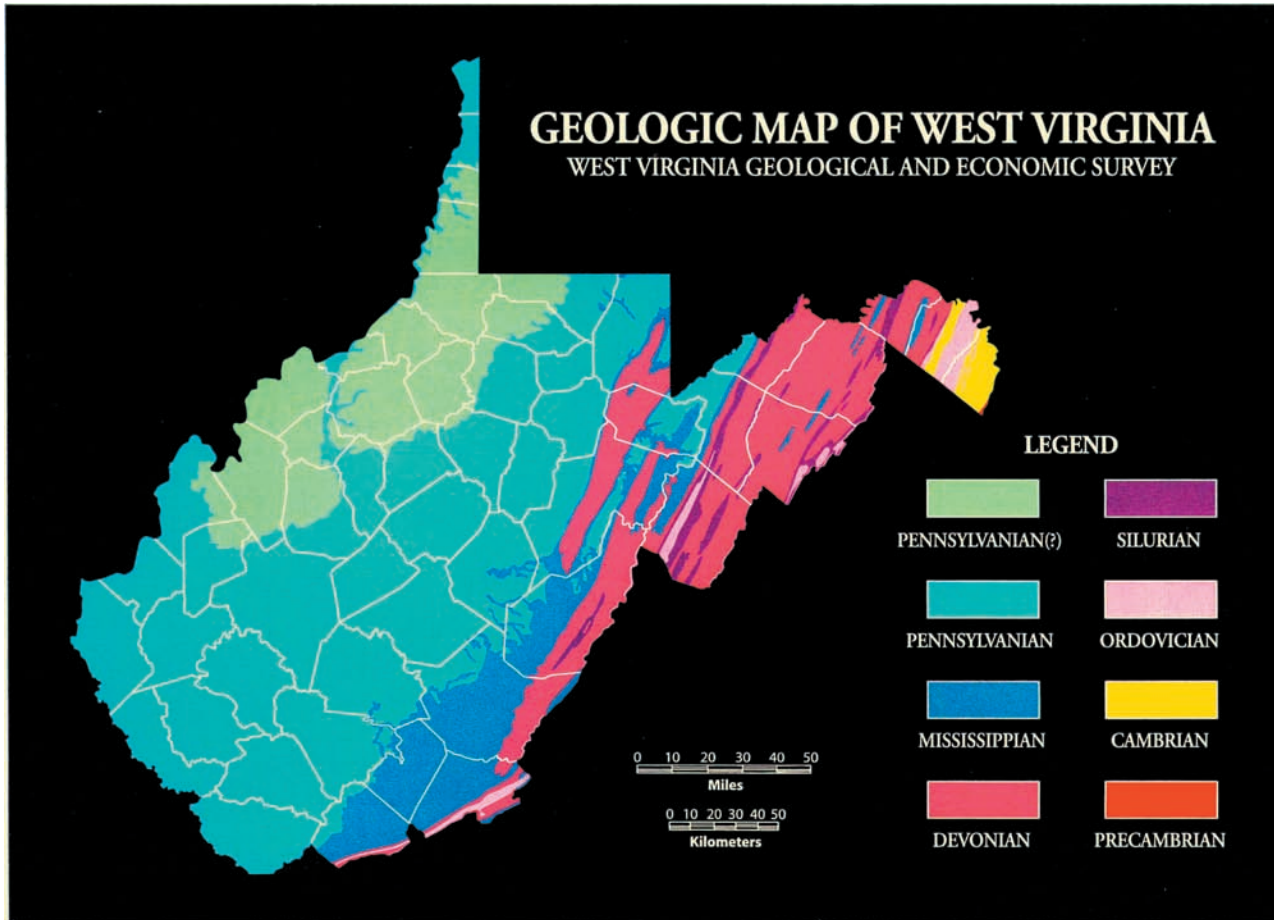 GEOLOGIC MAP OF WEST VIRGINIA
WEST VIRGINIA GEOLOGICAL AND ECONOMIC SURVEY
LEGEND
PENNSYLVANIAN(?)
SILURIAN
PENNSYLVANIAN
ORDOVICIAN
MISSISSIPPIAN
CAMBRIAN
DEVONIAN
PRECAMBRIAN
0 10 20 30 40 50
Miles
0 10 20 30 40 50
Kilometers